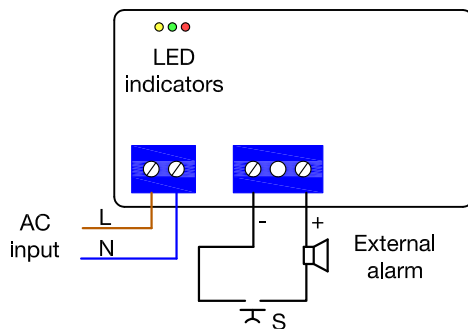 LED
indicators
L
AC
input
N
-
+
External
alarm
S